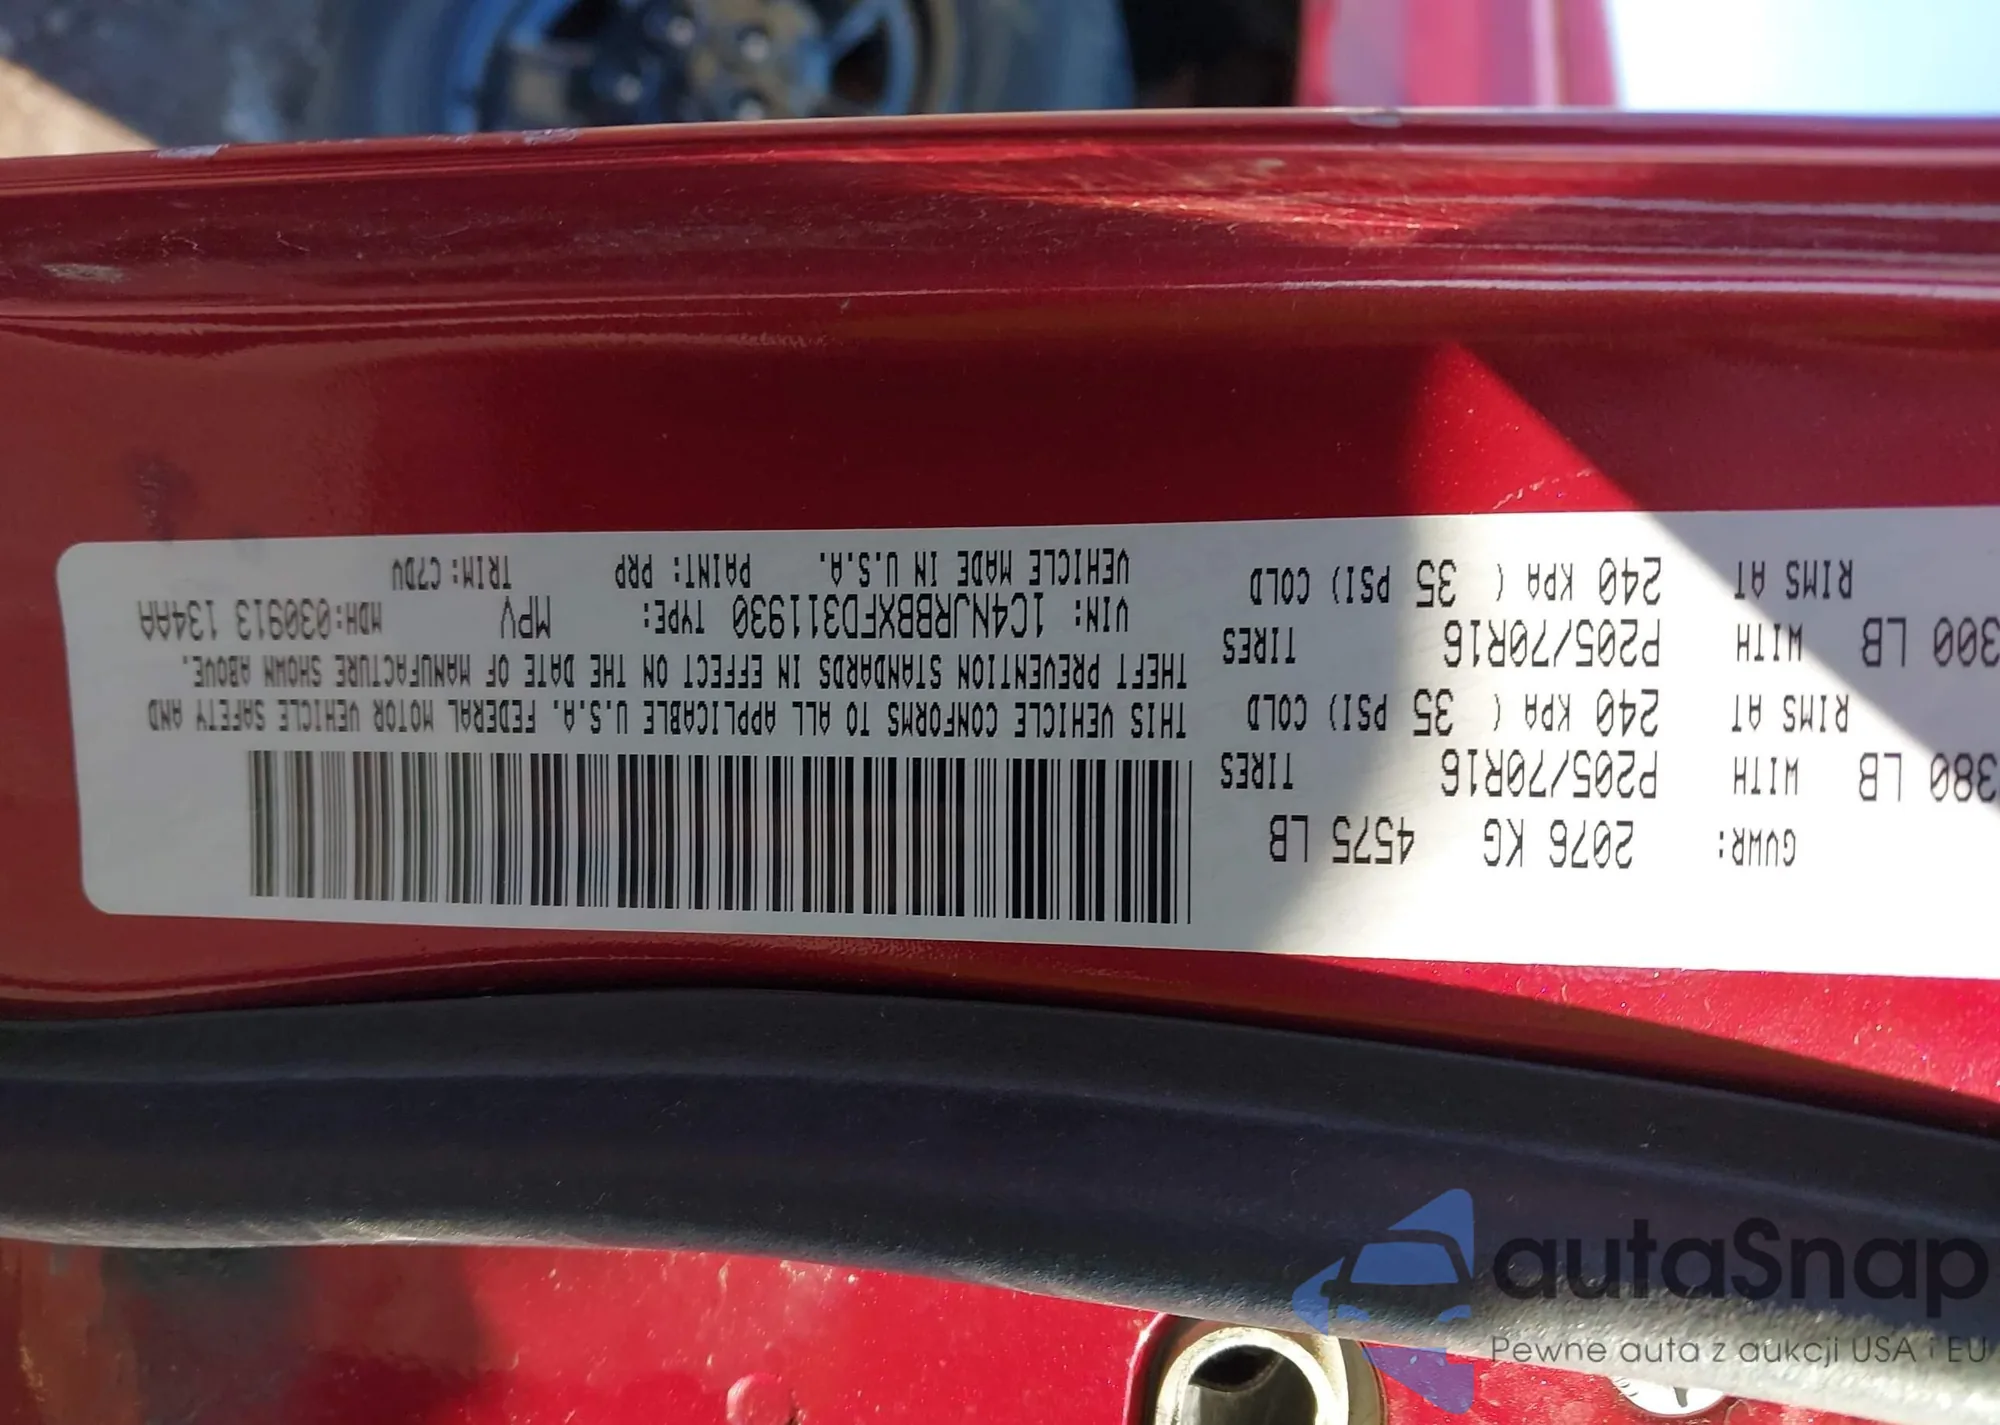 GVWR: 2076 KG 4575 LB
380 LB WITH P205/70R16 TIRES
RIMS AT 240 KPA ( 35 PSI) COLD
300 LB WITH P205/70R16 TIRES
RIMS AT 240 KPA ( 35 PSI) COLD
THIS VEHICLE CONFORMS TO ALL APPLICABLE U.S.A. FEDERAL MOTOR VEHICLE SAFETY AND
THEFT PREVENTION STANDARDS IN EFFECT ON THE DATE OF MANUFACTURE SHOWN ABOVE.
VIN: 1C4NJRBBXFD311930 TYPE: MPV MDH:030913 134AA
VEHICLE MADE IN U.S.A. PAINT: PRP TRIM: C7DV
autaSnap
Pewne auta z aukcji USA i EU